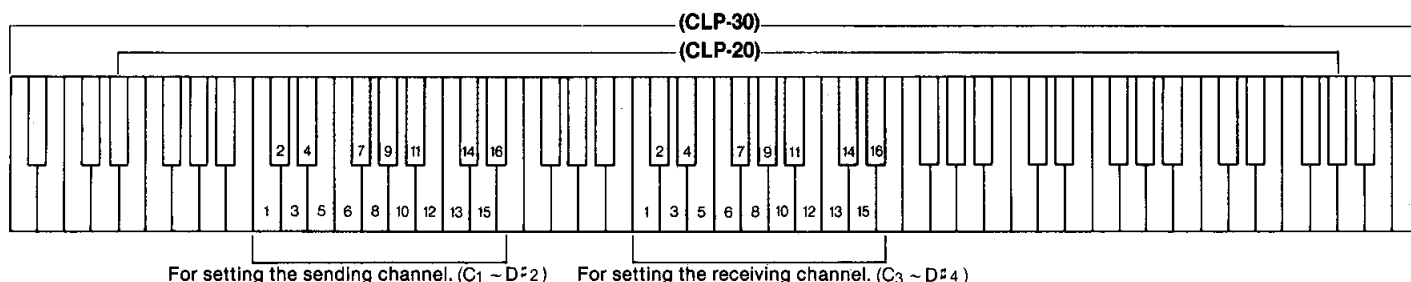 (CLP-30)
(CLP-20)
2 4 7 9 11 14 16 2 4 7 9 11 14 16
1 3 5 6 8 10 12 13 15 1 3 5 6 8 10 12 13 15
For setting the sending channel. (C1 ~ D♯2) For setting the receiving channel. (C3 ~ D♯4)